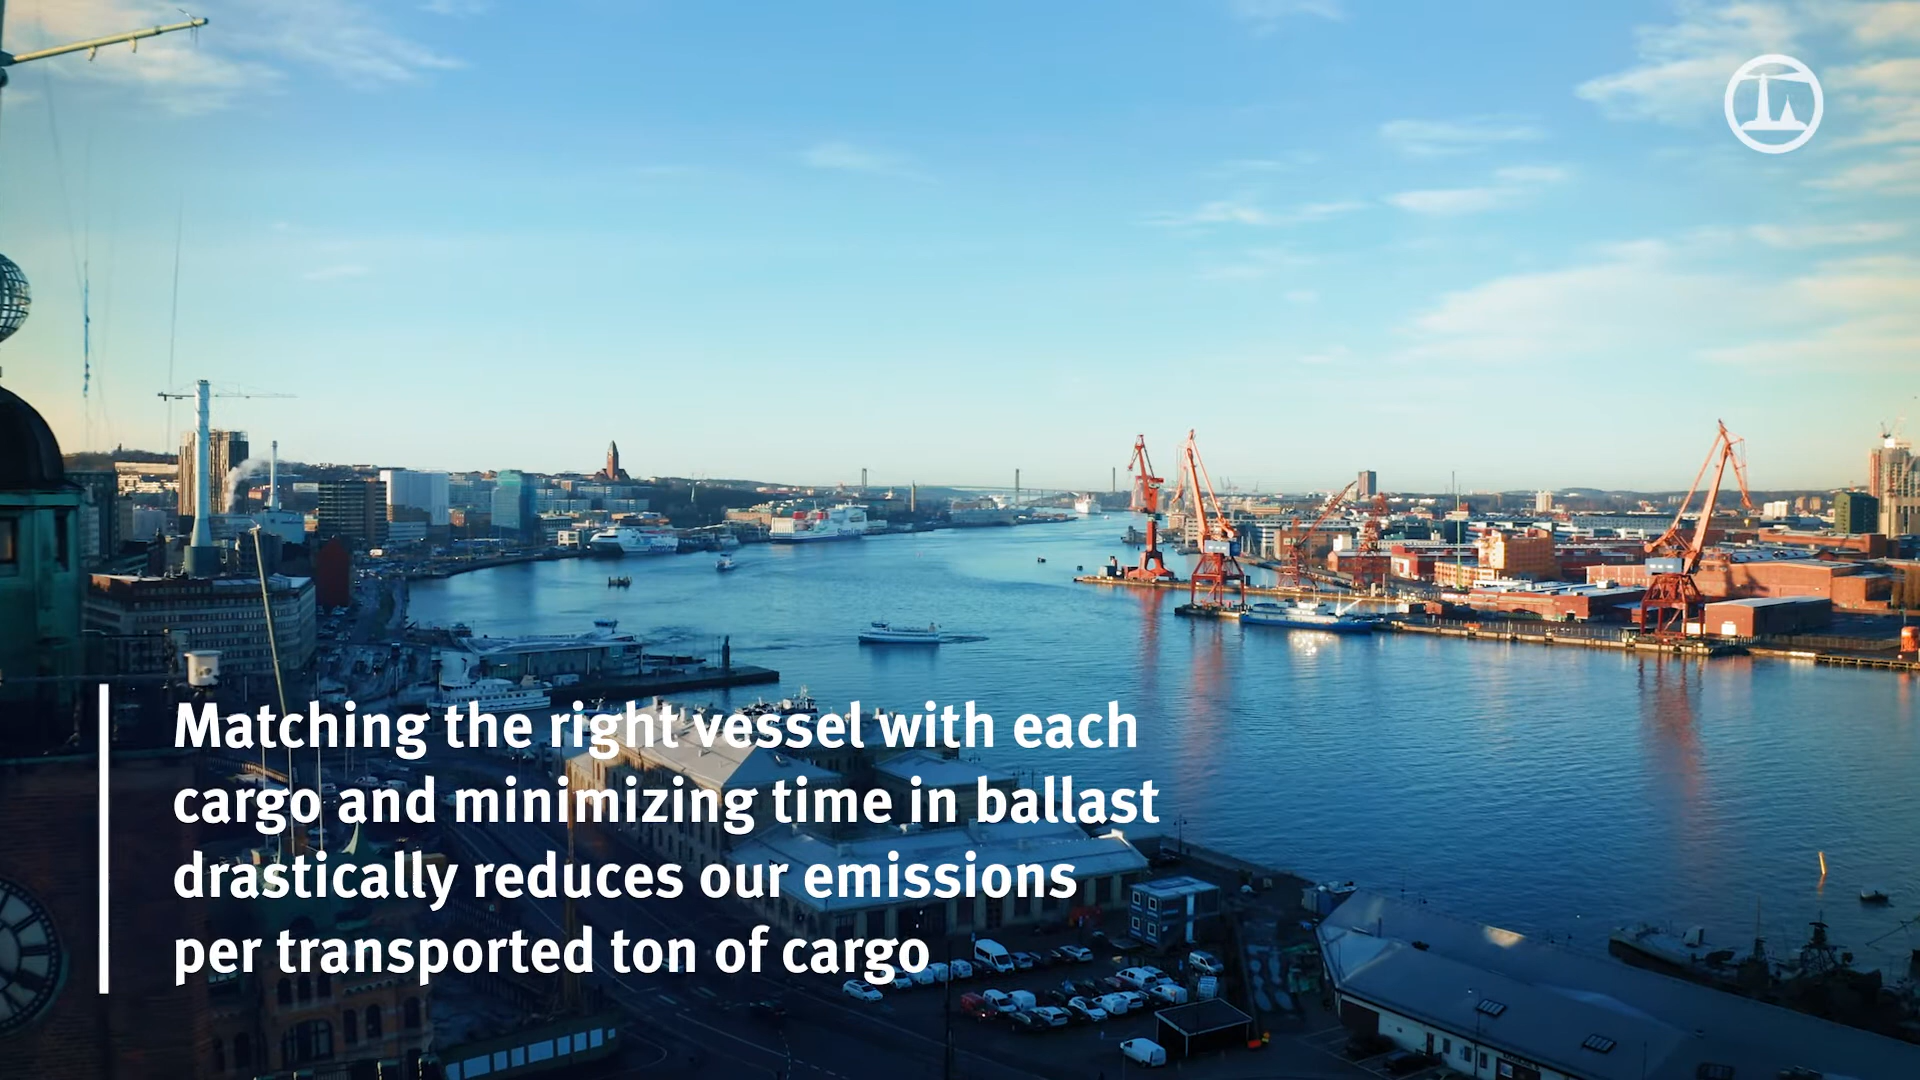 Matching the right vessel with each
cargo and minimizing time in ballast
drastically reduces our emissions
per transported ton of cargo